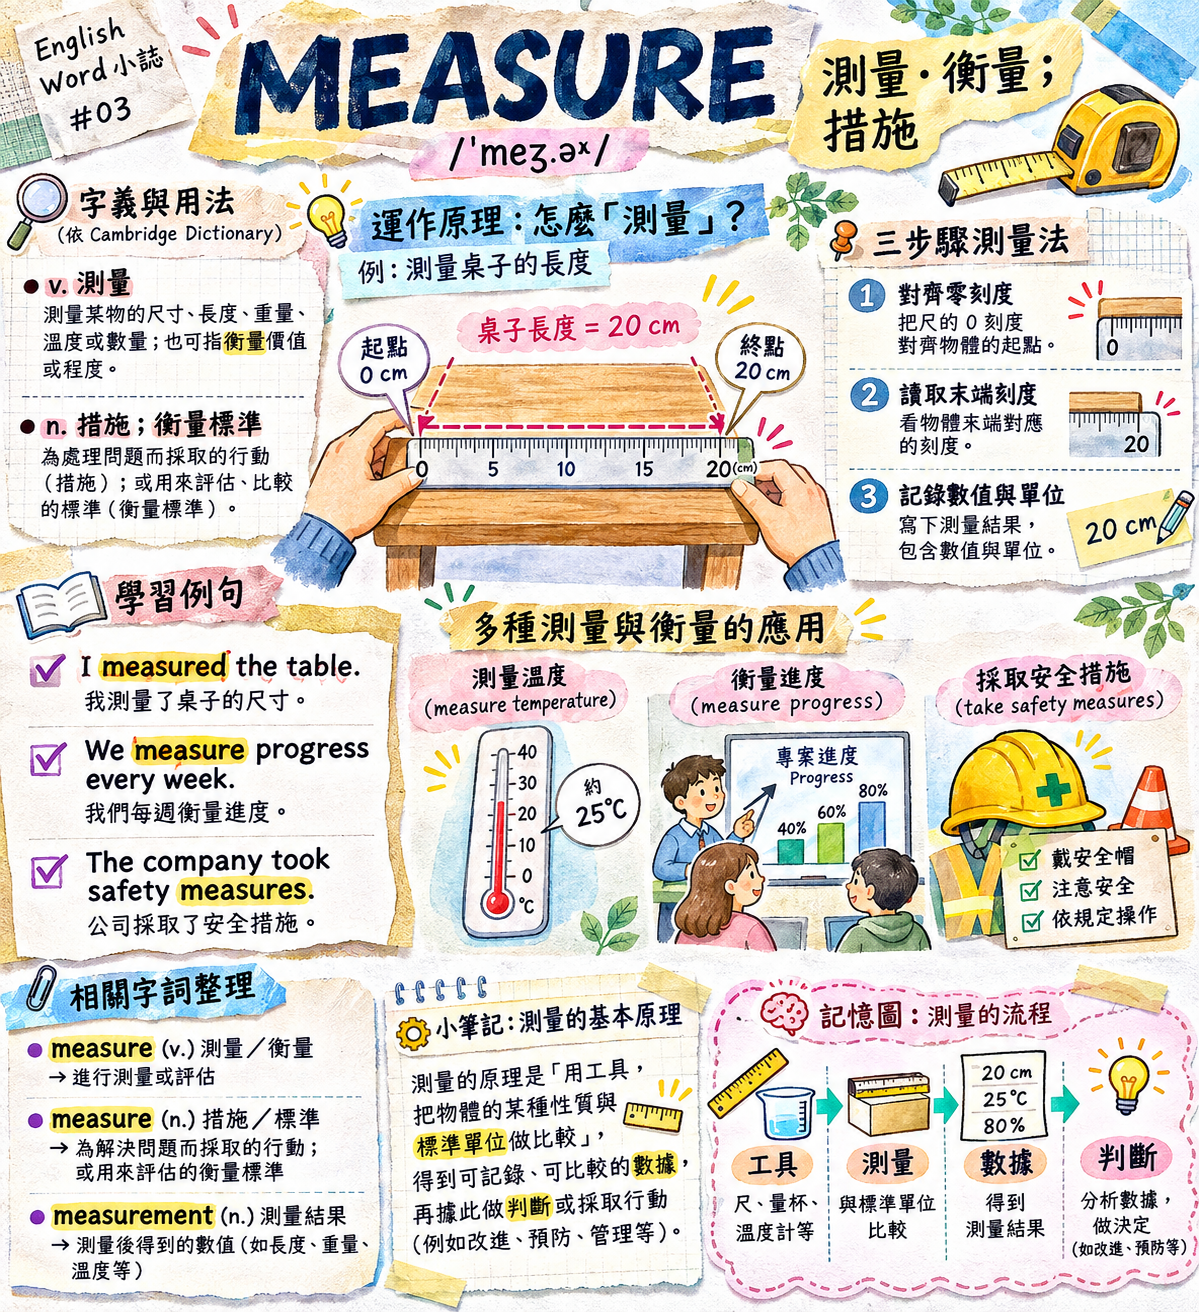 English
Word 小誌
#03
MEASURE
/ˈmeʒ.ɚ/
測量·衡量；
措施
字義與用法
(依 Cambridge Dictionary)
v. 測量
測量某物的尺寸、長度、重量、
溫度或數量；也可指衡量價值
或程度。
n. 措施；衡量標準
為處理問題而採取的行動
（措施）；或用來評估、比較
的標準（衡量標準）。
運作原理：怎麼「測量」？
例：測量桌子的長度
桌子長度 = 20 cm
起點
0 cm
終點
20 cm
0 5 10 15 20 (cm)
三步驟測量法
1 對齊零刻度
把尺的 0 刻度
對齊物體的起點。
0
2 讀取末端刻度
看物體末端對應
的刻度。
20
3 記錄數值與單位
寫下測量結果，
包含數值與單位。
20 cm
學習例句
I measured the table.
我測量了桌子的尺寸。
We measure progress
every week.
我們每週衡量進度。
The company took
safety measures.
公司採取了安全措施。
多種測量與衡量的應用
測量溫度
(measure temperature)
40
30
20
10
0
°C
約
25°C
衡量進度
(measure progress)
專案進度
Progress
40%
60%
80%
採取安全措施
(take safety measures)
戴安全帽
注意安全
依規定操作
相關字詞整理
measure (v.) 測量／衡量
→ 進行測量或評估
measure (n.) 措施／標準
→ 為解決問題而採取的行動；
或用來評估的衡量標準
measurement (n.) 測量結果
→ 測量後得到的數值 (如長度、重量、
溫度等)
小筆記：測量的基本原理
測量的原理是「用工具，
把物體的某種性質與
標準單位做比較」，
得到可記錄、可比較的數據，
再據此做判斷或採取行動
(例如改進、預防、管理等)。
記憶圖：測量的流程
工具
尺、量杯、
溫度計等
測量
與標準單位
比較
20 cm
25°C
80%
數據
得到
測量結果
判斷
分析數據，
做決定
(如改進、預防等)